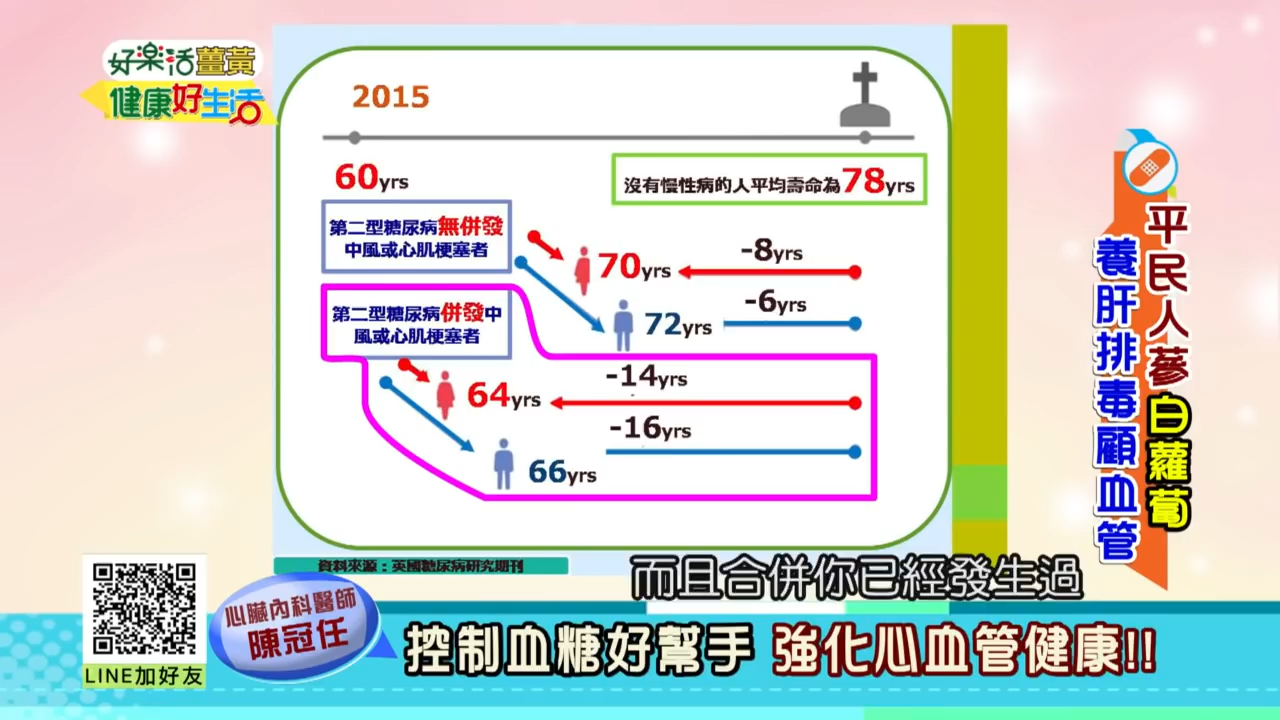 好楽活薑黃
健康好生活
2015
60yrs
沒有慢性病的人平均壽命為78yrs
第二型糖尿病無併發
中風或心肌梗塞者
70yrs
-8yrs
72yrs
-6yrs
第二型糖尿病併發中
風或心肌梗塞者
64yrs
-14yrs
66yrs
-16yrs
資料來源：英國糖尿病研究期刊
平民人蔘白蘿蔔
養肝排毒顧血管
而且合併你已經發生過
LINE加好友
心臟內科醫師
陳冠任
控制血糖好幫手 強化心血管健康!!